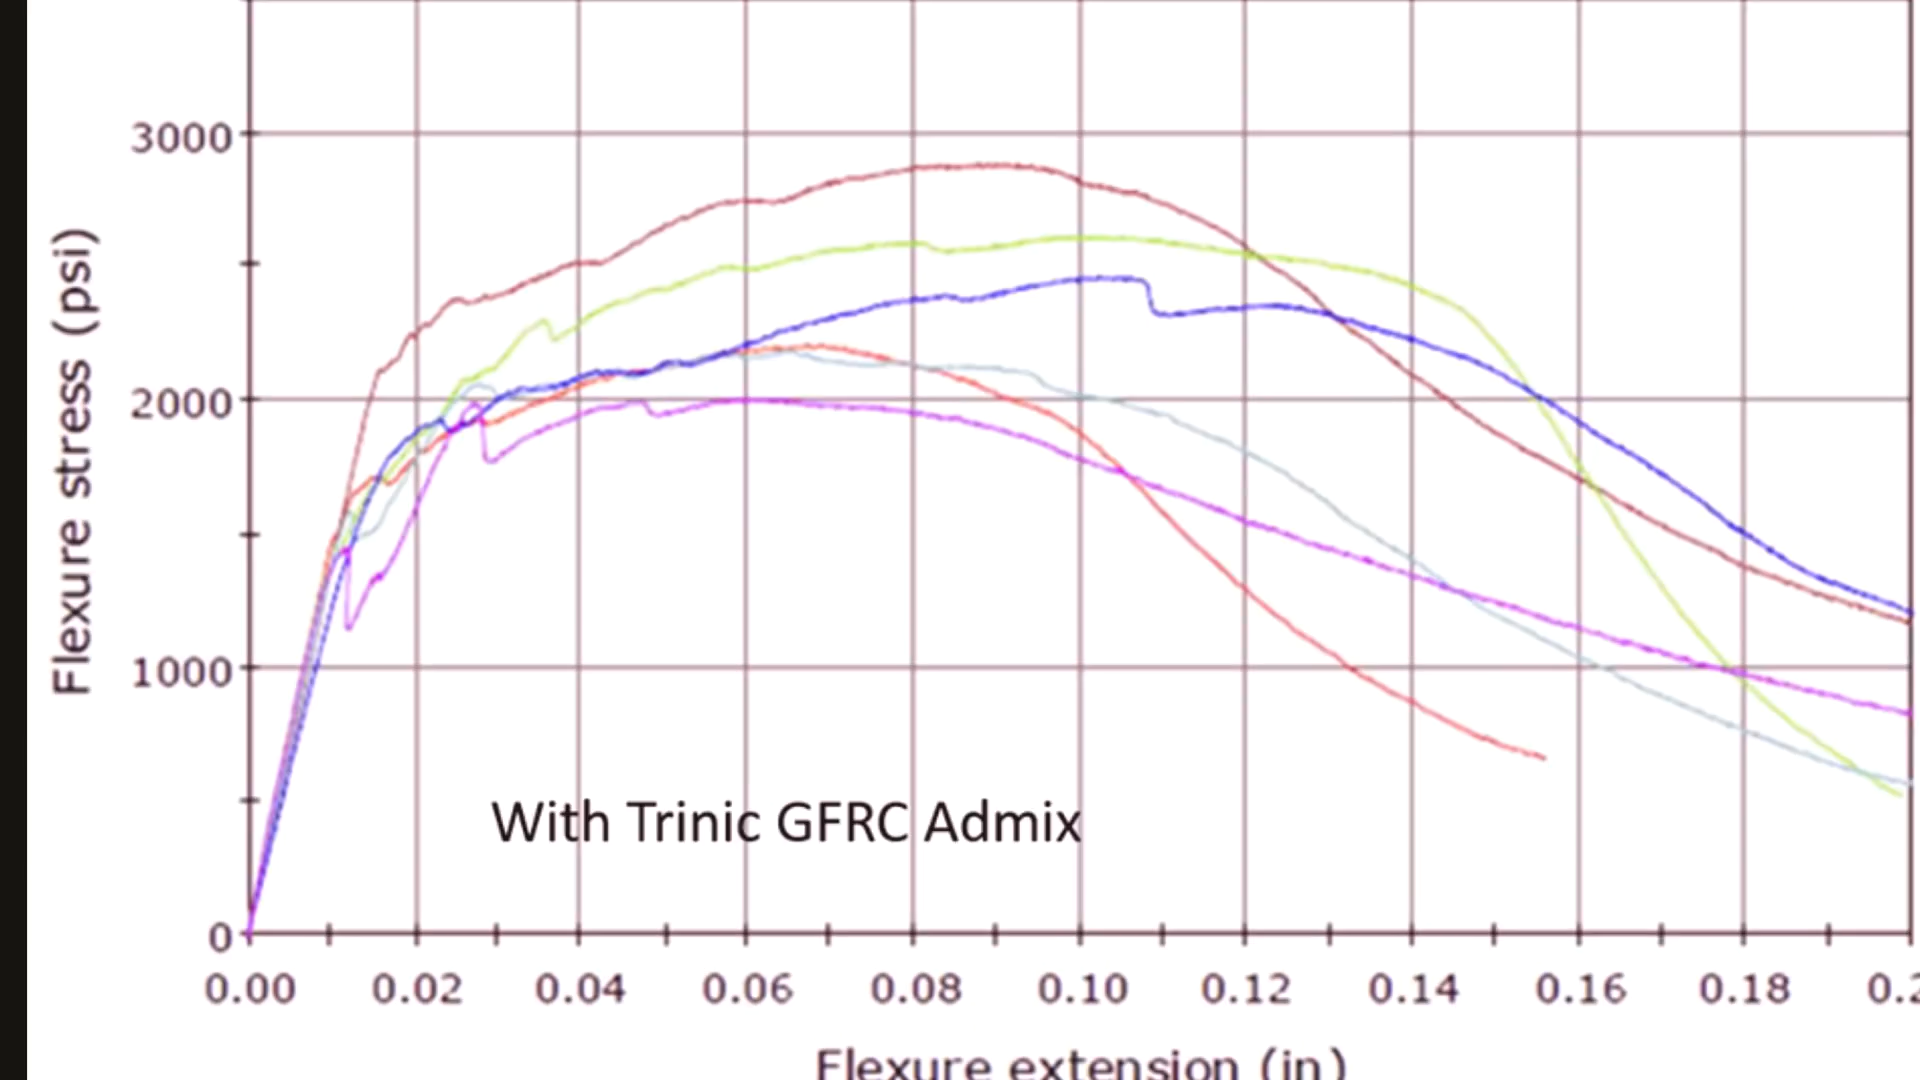 3000
2000
1000
0
Flexure stress (psi)
With Trinic GFRC Admix
0.00 0.02 0.04 0.06 0.08 0.10 0.12 0.14 0.16 0.18
Flexure extension (in)